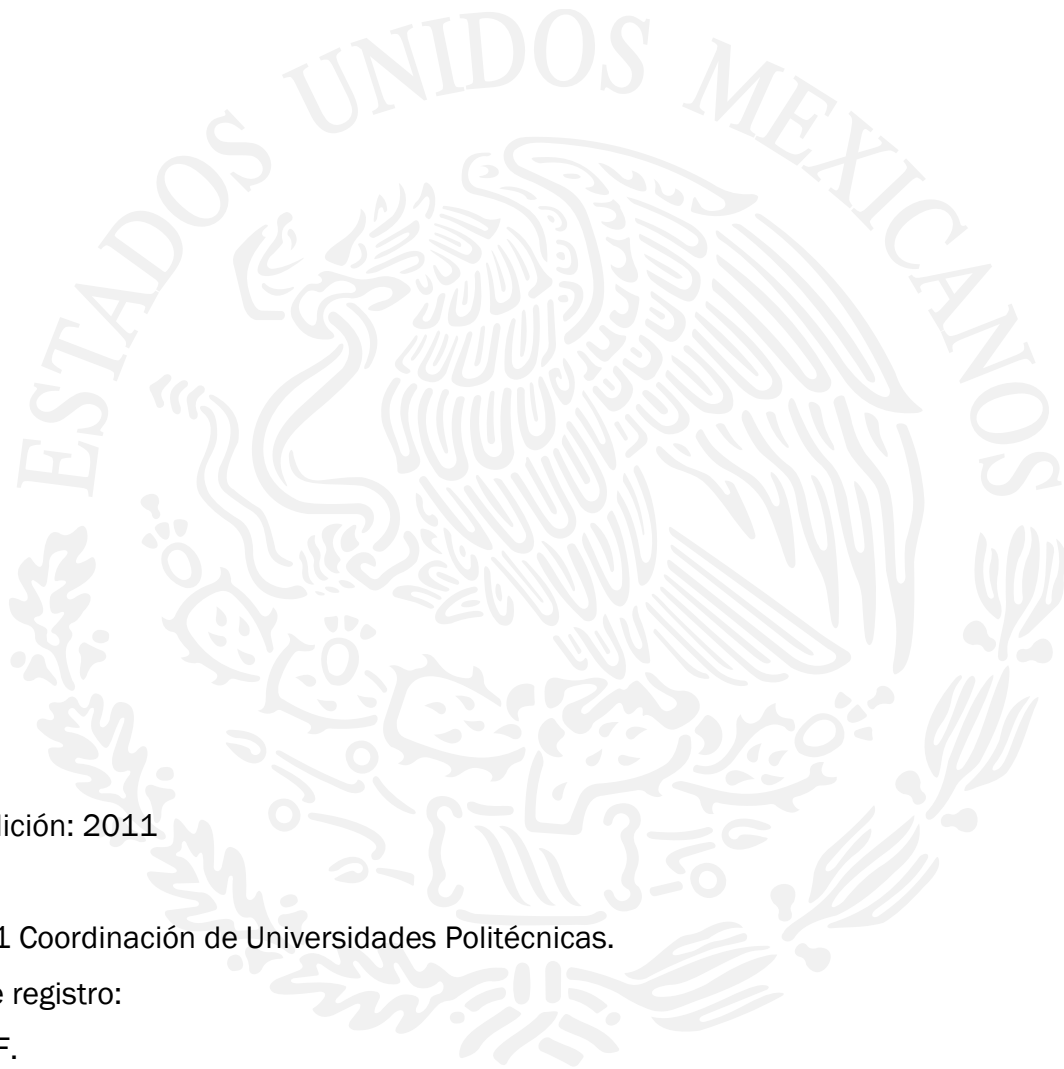 ESTADOS UNIDOS MEXICANOS
dición: 2011
1 Coordinación de Universidades Politécnicas.
e registro:
F.